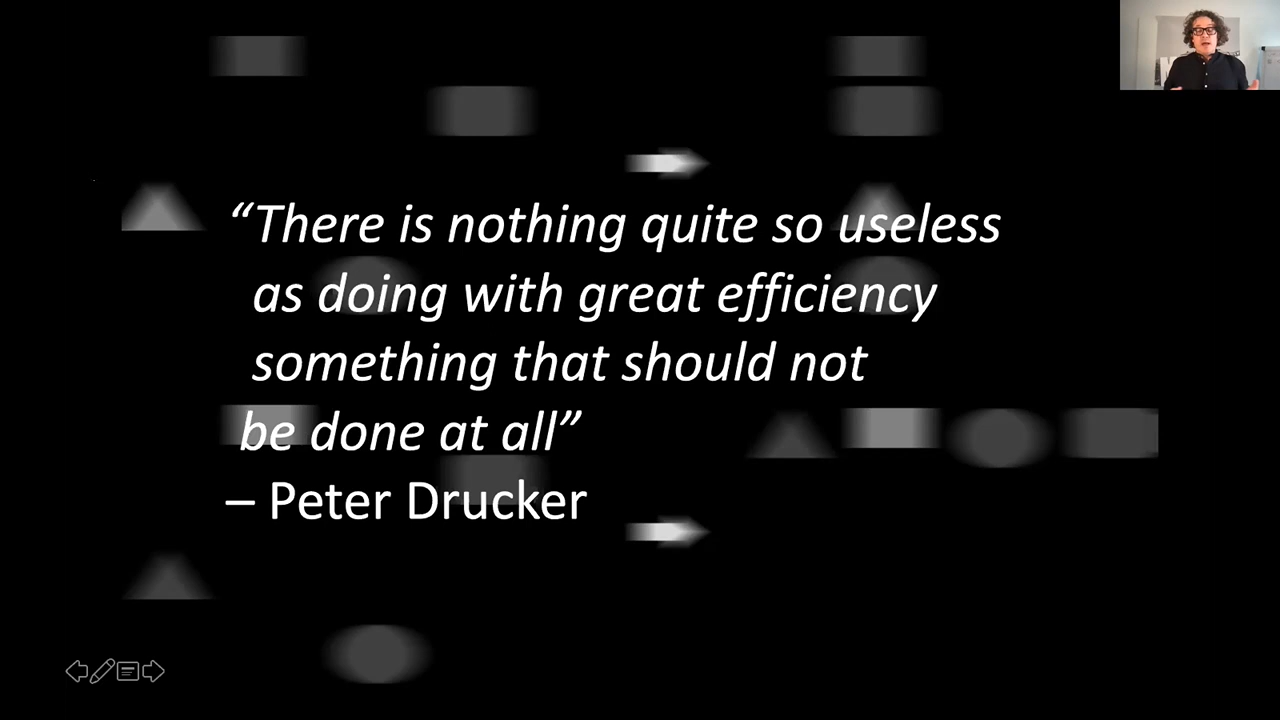 “There is nothing quite so useless
as doing with great efficiency
something that should not
be done at all”
– Peter Drucker